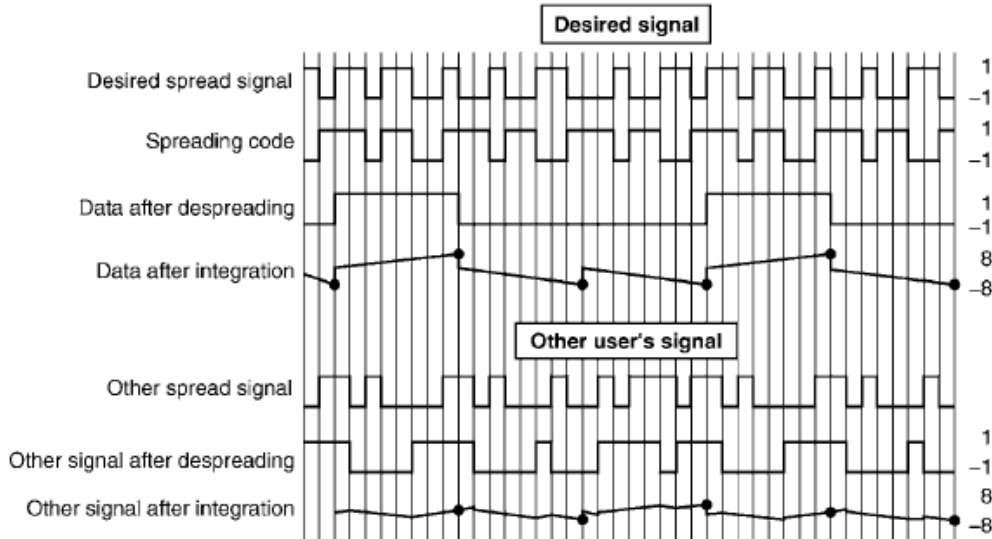 Desired signal
Desired spread signal
1
-1
Spreading code
1
-1
Data after despreading
1
-1
Data after integration
8
-8
Other user's signal
Other spread signal
Other signal after despreading
1
-1
Other signal after integration
8
-8